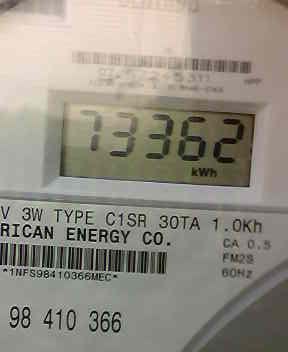 73362
kWh
V 3W TYPE C1SR 30TA 1.0Kh
RICAN ENERGY CO.
CA 0.5
FM2S
60Hz
*1NFS98410366MEC*
98 410 366